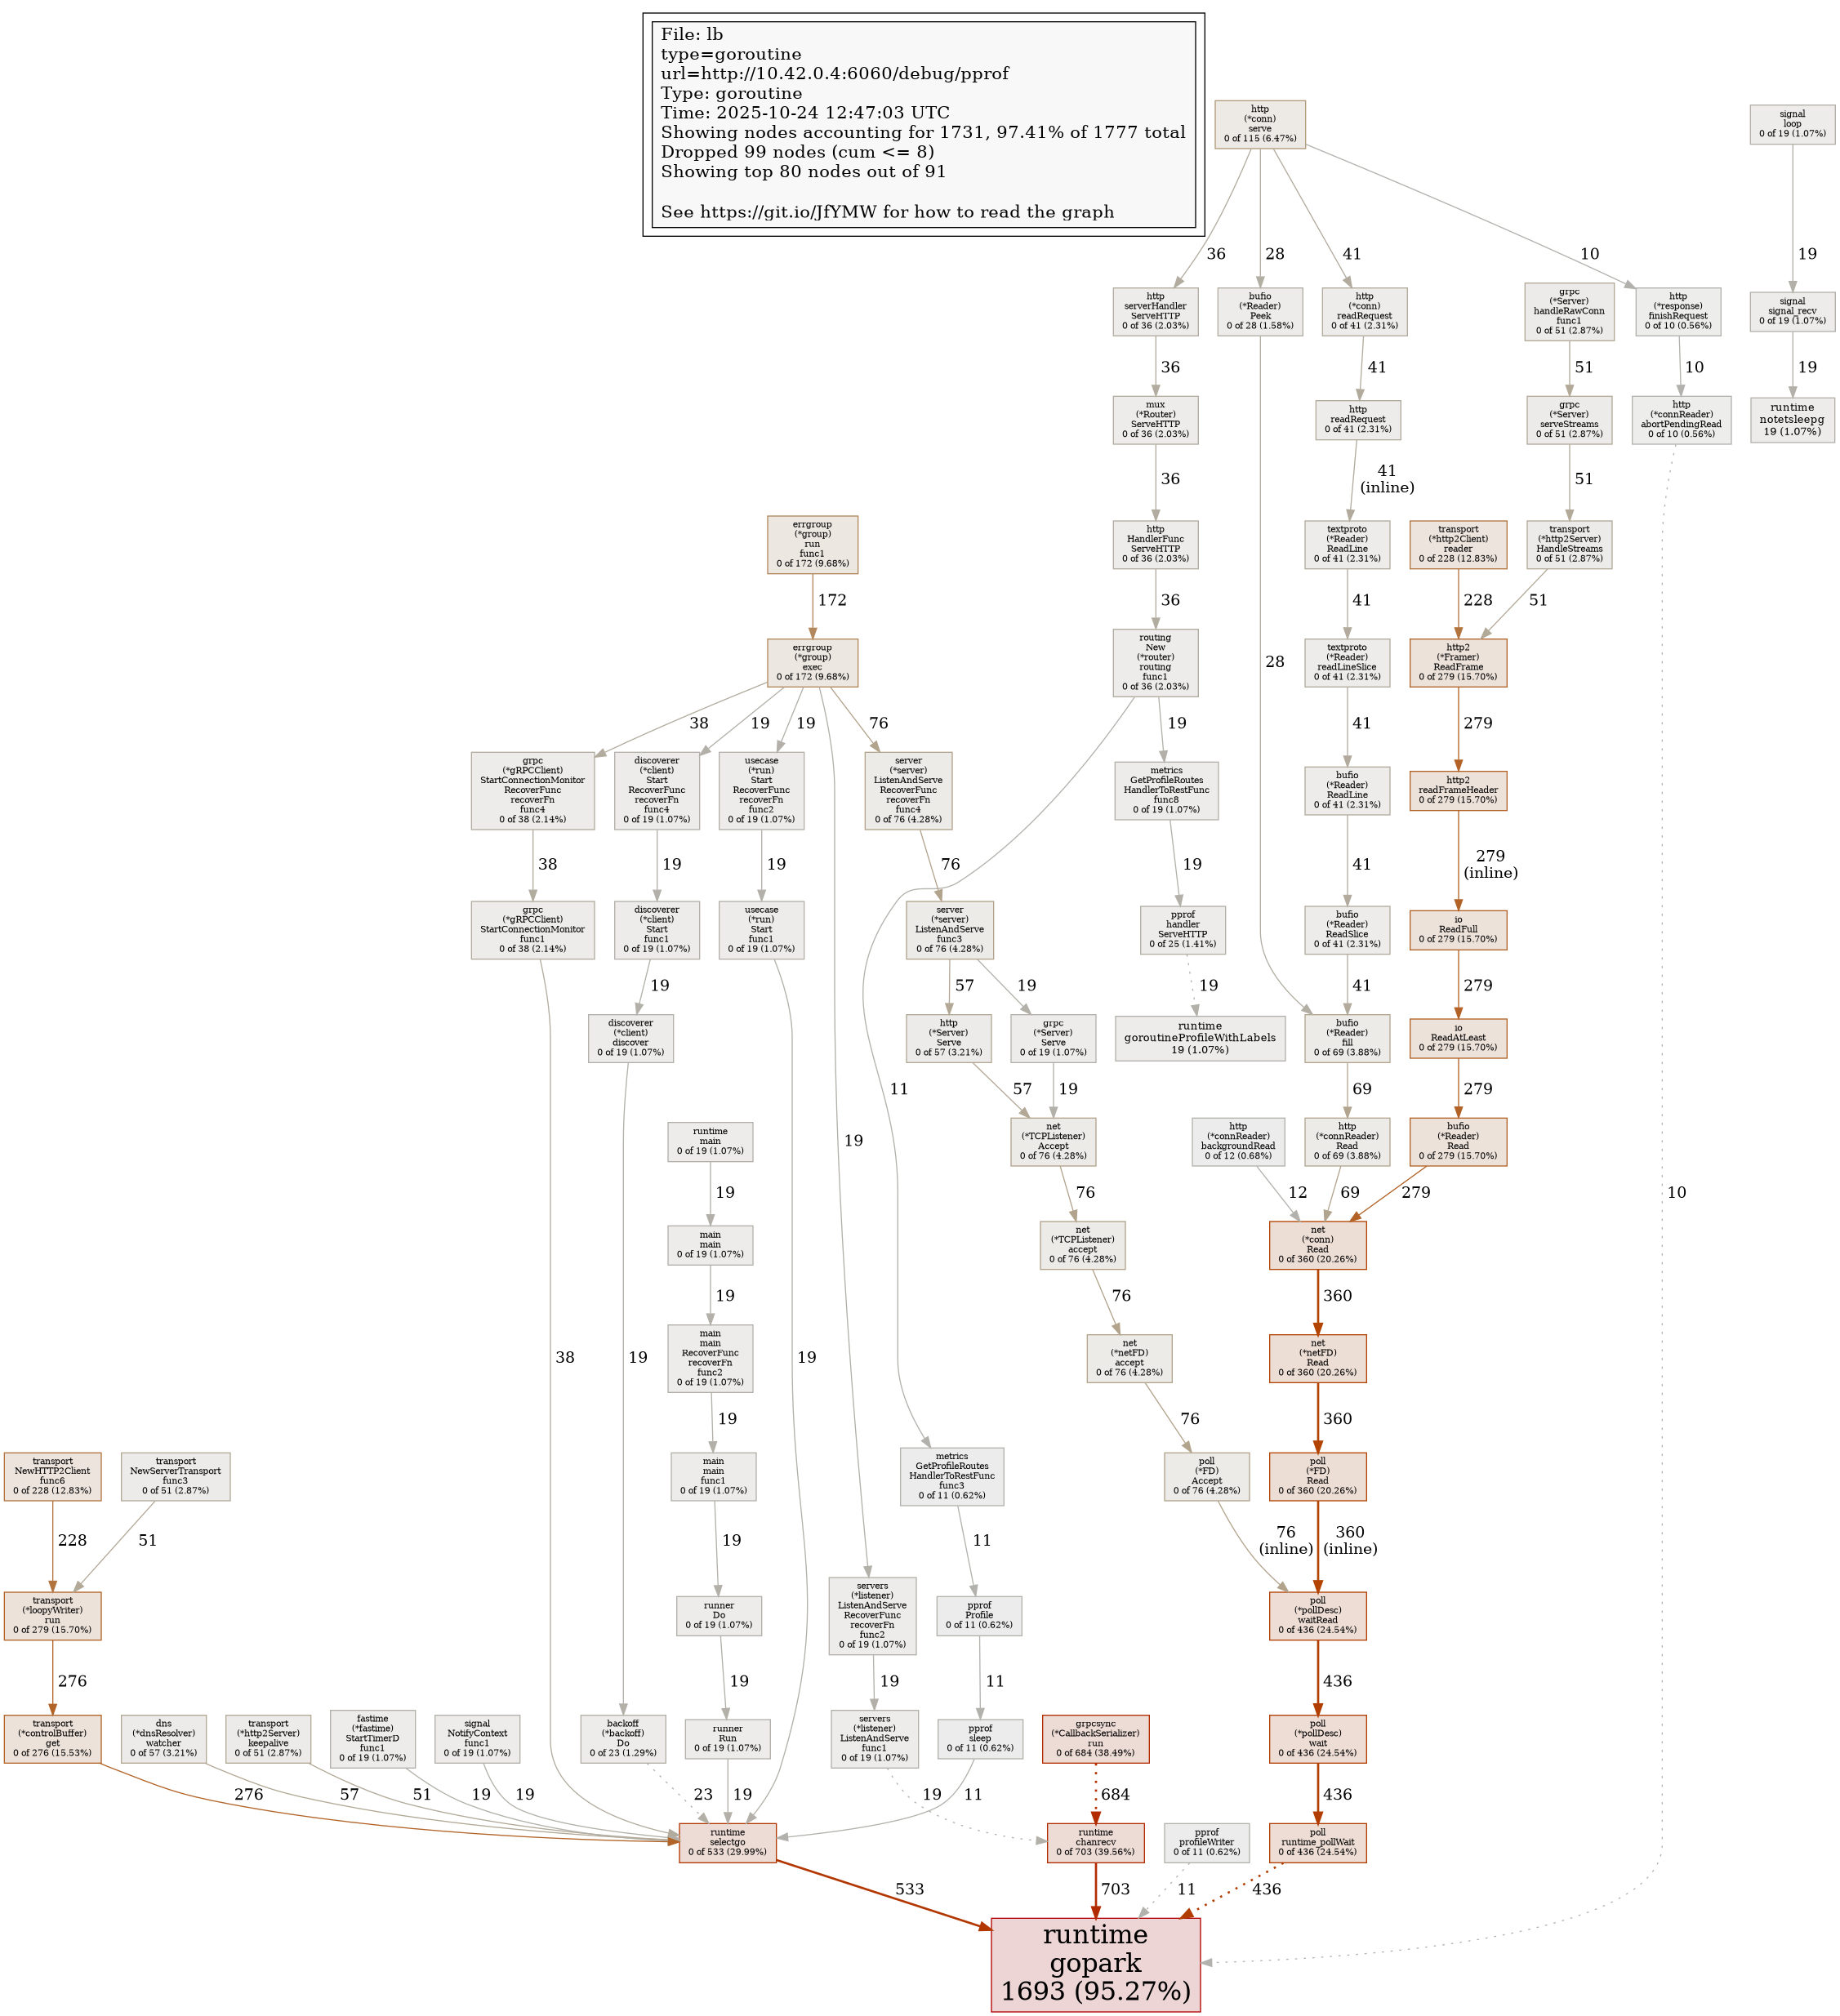 File: lb
type=goroutine
url=http://10.42.0.4:6060/debug/pprof
Type: goroutine
Time: 2025-10-24 12:47:03 UTC
Showing nodes accounting for 1731, 97.41% of 1777 total
Dropped 99 nodes (cum <= 8)
Showing top 80 nodes out of 91
See https://git.io/JfYMW for how to read the graph
http
(*conn)
serve
0 of 115 (6.47%)
signal
loop
0 of 19 (1.07%)
36
28
41
10
19
http
serverHandler
ServeHTTP
0 of 36 (2.03%)
bufio
(*Reader)
Peek
0 of 28 (1.58%)
http
(*conn)
readRequest
0 of 41 (2.31%)
grpc
(*Server)
handleRawConn
func1
0 of 51 (2.87%)
http
(*response)
finishRequest
0 of 10 (0.56%)
signal
signal_recv
0 of 19 (1.07%)
36
41
51
10
19
mux
(*Router)
ServeHTTP
0 of 36 (2.03%)
http
readRequest
0 of 41 (2.31%)
grpc
(*Server)
serveStreams
0 of 51 (2.87%)
http
(*connReader)
abortPendingRead
0 of 10 (0.56%)
runtime
notetsleepg
19 (1.07%)
36
41
(inline)
51
errgroup
(*group)
run
func1
0 of 172 (9.68%)
http
HandlerFunc
ServeHTTP
0 of 36 (2.03%)
textproto
(*Reader)
ReadLine
0 of 41 (2.31%)
transport
(*http2Client)
reader
0 of 228 (12.83%)
transport
(*http2Server)
HandleStreams
0 of 51 (2.87%)
172
36
41
228
51
errgroup
(*group)
exec
0 of 172 (9.68%)
routing
New
(*router)
routing
func1
0 of 36 (2.03%)
textproto
(*Reader)
readLineSlice
0 of 41 (2.31%)
http2
(*Framer)
ReadFrame
0 of 279 (15.70%)
28
38
19
19
76
19
41
279
grpc
(*gRPCClient)
StartConnectionMonitor
RecoverFunc
recoverFn
func4
0 of 38 (2.14%)
discoverer
(*client)
Start
RecoverFunc
recoverFn
func4
0 of 19 (1.07%)
usecase
(*run)
Start
RecoverFunc
recoverFn
func2
0 of 19 (1.07%)
server
(*server)
ListenAndServe
RecoverFunc
recoverFn
func4
0 of 76 (4.28%)
metrics
GetProfileRoutes
HandlerToRestFunc
func8
0 of 19 (1.07%)
bufio
(*Reader)
ReadLine
0 of 41 (2.31%)
http2
readFrameHeader
0 of 279 (15.70%)
38
19
19
76
19
41
279
(inline)
grpc
(*gRPCClient)
StartConnectionMonitor
func1
0 of 38 (2.14%)
discoverer
(*client)
Start
func1
0 of 19 (1.07%)
usecase
(*run)
Start
func1
0 of 19 (1.07%)
server
(*server)
ListenAndServe
func3
0 of 76 (4.28%)
pprof
handler
ServeHTTP
0 of 25 (1.41%)
bufio
(*Reader)
ReadSlice
0 of 41 (2.31%)
io
ReadFull
0 of 279 (15.70%)
19
57
19
19
41
279
discoverer
(*client)
discover
0 of 19 (1.07%)
http
(*Server)
Serve
0 of 57 (3.21%)
grpc
(*Server)
Serve
0 of 19 (1.07%)
runtime
goroutineProfileWithLabels
19 (1.07%)
bufio
(*Reader)
fill
0 of 69 (3.88%)
io
ReadAtLeast
0 of 279 (15.70%)
57
19
11
69
279
runtime
main
0 of 19 (1.07%)
19
net
(*TCPListener)
Accept
0 of 76 (4.28%)
http
(*connReader)
backgroundRead
0 of 12 (0.68%)
http
(*connReader)
Read
0 of 69 (3.88%)
bufio
(*Reader)
Read
0 of 279 (15.70%)
19
76
12
69
279
10
main
main
0 of 19 (1.07%)
net
(*TCPListener)
accept
0 of 76 (4.28%)
net
(*conn)
Read
0 of 360 (20.26%)
19
76
360
38
19
main
main
RecoverFunc
recoverFn
func2
0 of 19 (1.07%)
19
net
(*netFD)
accept
0 of 76 (4.28%)
net
(*netFD)
Read
0 of 360 (20.26%)
19
76
360
transport
NewHTTP2Client
func6
0 of 228 (12.83%)
transport
NewServerTransport
func3
0 of 51 (2.87%)
main
main
func1
0 of 19 (1.07%)
metrics
GetProfileRoutes
HandlerToRestFunc
func3
0 of 11 (0.62%)
poll
(*FD)
Accept
0 of 76 (4.28%)
poll
(*FD)
Read
0 of 360 (20.26%)
228
51
19
11
76
(inline)
360
(inline)
transport
(*loopyWriter)
run
0 of 279 (15.70%)
runner
Do
0 of 19 (1.07%)
servers
(*listener)
ListenAndServe
RecoverFunc
recoverFn
func2
0 of 19 (1.07%)
pprof
Profile
0 of 11 (0.62%)
poll
(*pollDesc)
waitRead
0 of 436 (24.54%)
276
19
19
11
436
transport
(*controlBuffer)
get
0 of 276 (15.53%)
dns
(*dnsResolver)
watcher
0 of 57 (3.21%)
transport
(*http2Server)
keepalive
0 of 51 (2.87%)
fastime
(*fastime)
StartTimerD
func1
0 of 19 (1.07%)
signal
NotifyContext
func1
0 of 19 (1.07%)
backoff
(*backoff)
Do
0 of 23 (1.29%)
runner
Run
0 of 19 (1.07%)
servers
(*listener)
ListenAndServe
func1
0 of 19 (1.07%)
pprof
sleep
0 of 11 (0.62%)
grpcsync
(*CallbackSerializer)
run
0 of 684 (38.49%)
poll
(*pollDesc)
wait
0 of 436 (24.54%)
276
57
51
19
19
23
19
19
11
684
436
runtime
selectgo
0 of 533 (29.99%)
runtime
chanrecv
0 of 703 (39.56%)
pprof
profileWriter
0 of 11 (0.62%)
poll
runtime_pollWait
0 of 436 (24.54%)
533
703
11
436
runtime
gopark
1693 (95.27%)